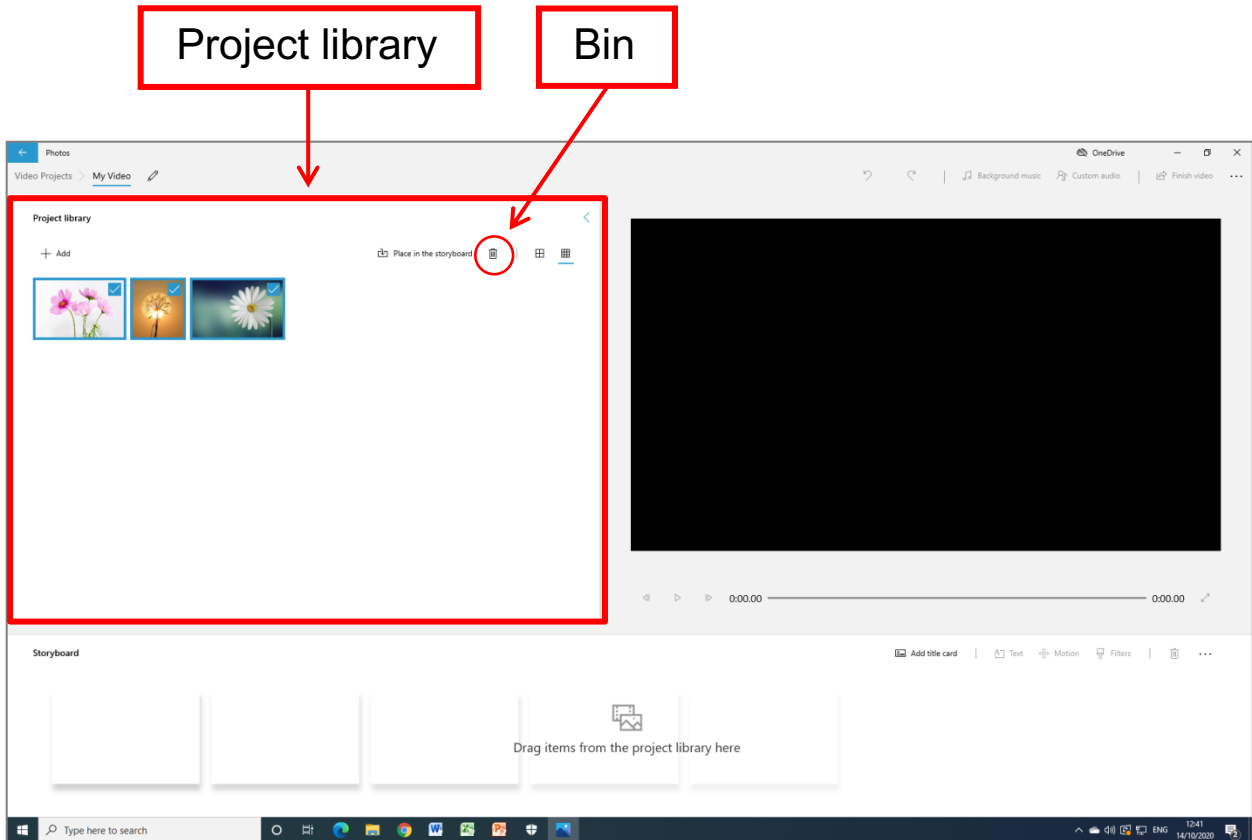 Project library
Bin
Photos
OneDrive
Video Projects > My Video
Background music
Custom audio
Finish video
Project library
Add
Place in the storyboard
0:00.00
0:00.00
Storyboard
Add title card
Text
Motion
Filters
Drag items from the project library here
Type here to search
ENG
12:41
14/10/2020